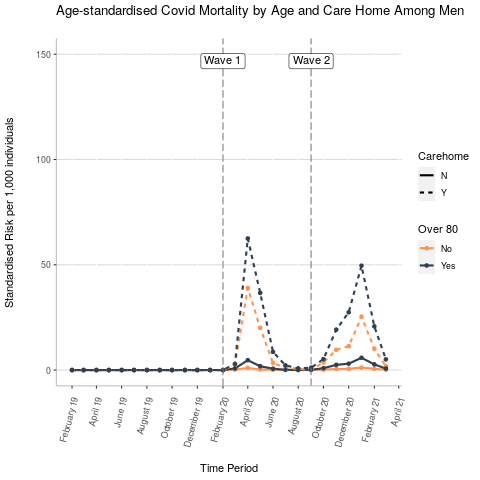 Age-standardised Covid Mortality by Age and Care Home Among Men
150
100
50
0
Standardised Risk per 1,000 individuals
Wave 1
Wave 2
February 19
April 19
June 19
August 19
October 19
December 19
February 20
April 20
June 20
August 20
October 20
December 20
February 21
April 21
Time Period
Carehome
N
Y
Over 80
No
Yes